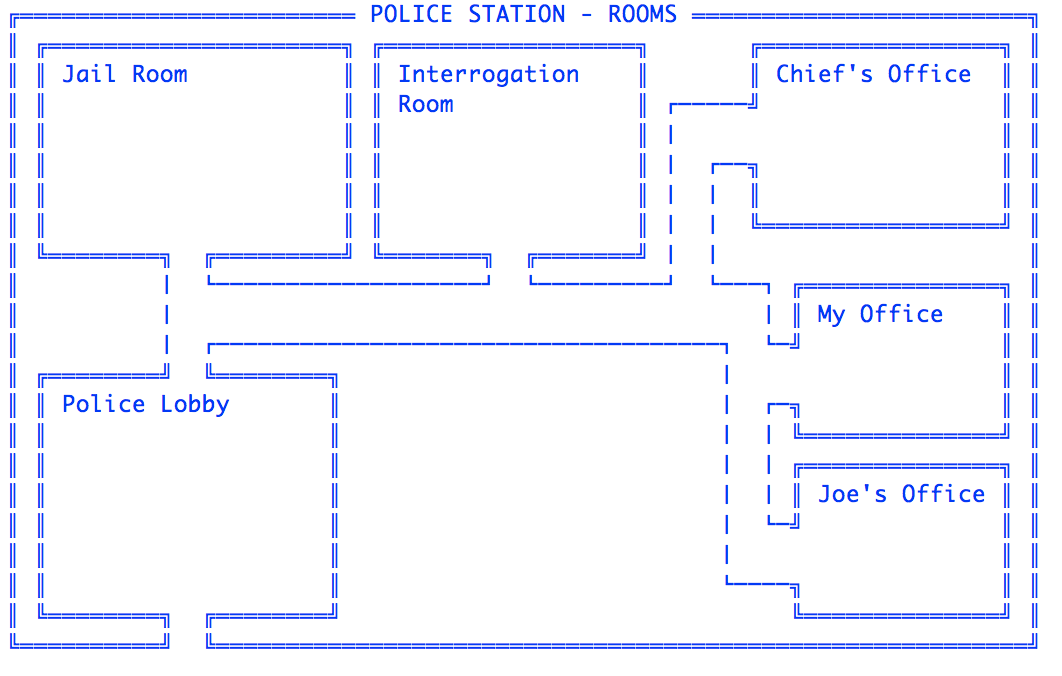 POLICE STATION - ROOMS
Jail Room
Interrogation
Room
Chief's Office
My Office
Police Lobby
Joe's Office